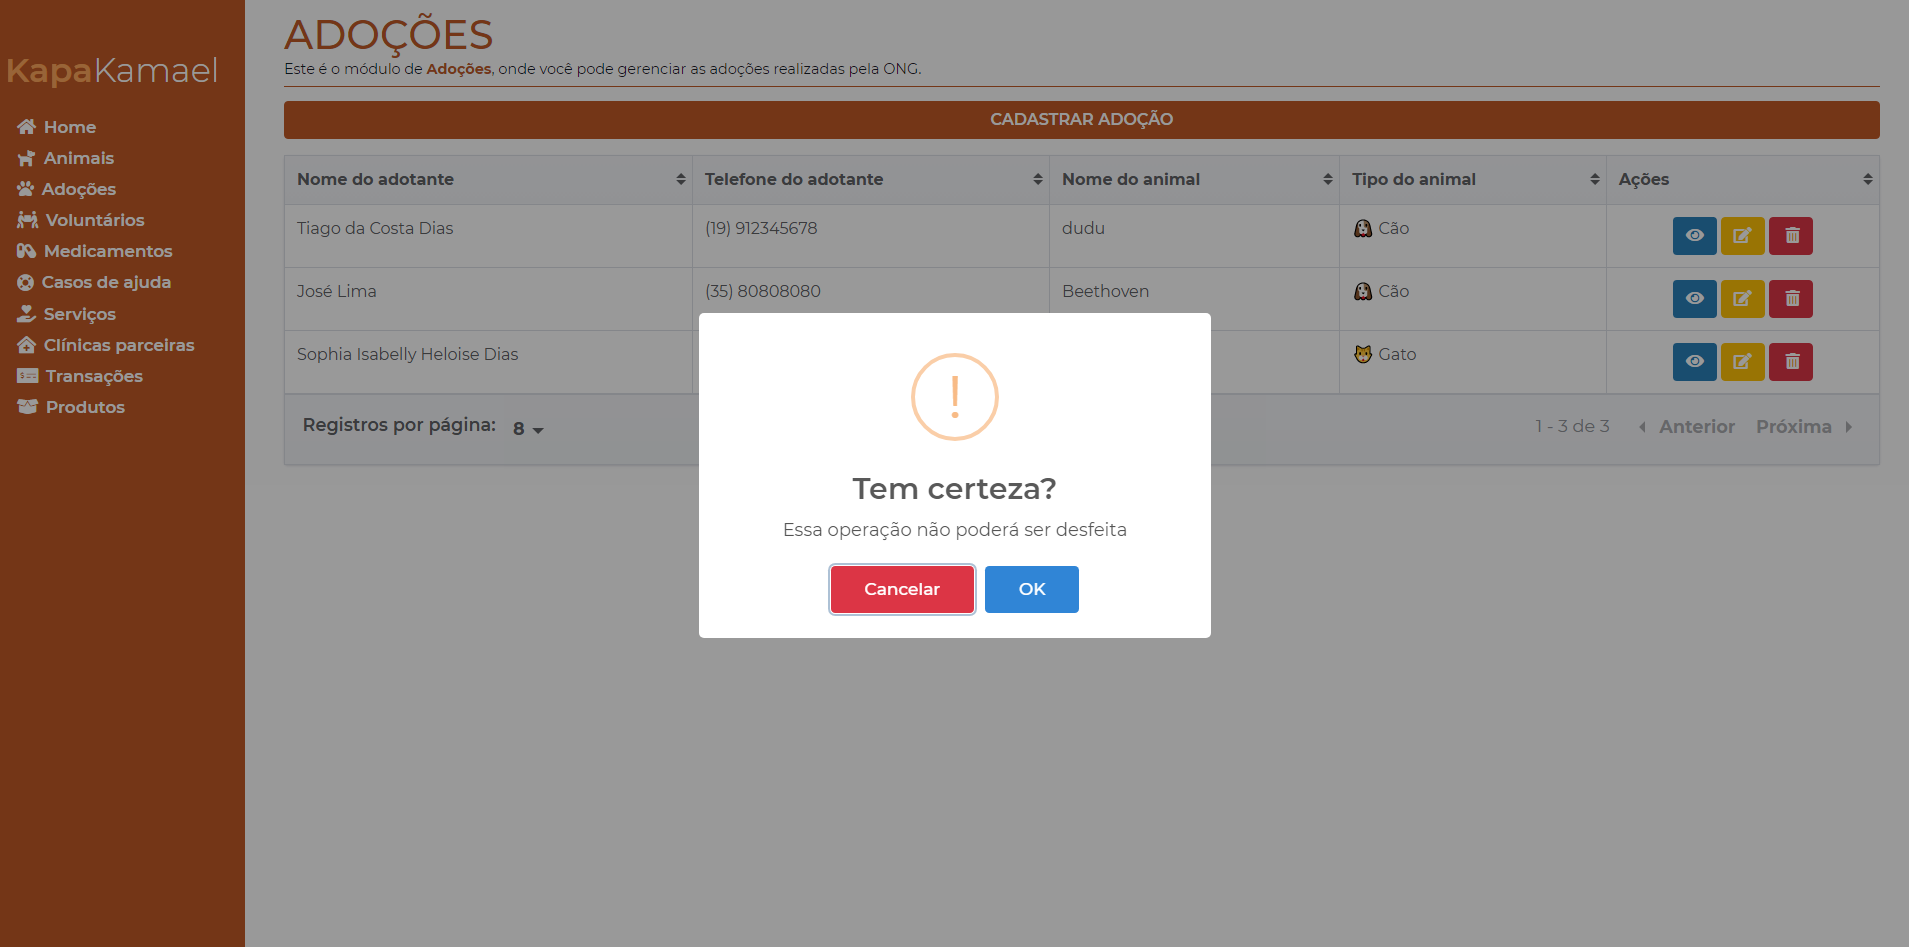 KapaKamael
Home
Animais
Adoções
Voluntários
Medicamentos
Casos de ajuda
Serviços
Clínicas parceiras
Transações
Produtos
ADOÇÕES
Este é o módulo de Adoções, onde você pode gerenciar as adoções realizadas pela ONG.
CADASTRAR ADOÇÃO
Nome do adotante Telefone do adotante Nome do animal Tipo do animal Ações
Tiago da Costa Dias (19) 912345678 dudu Cão
José Lima (35) 80808080 Beethoven Cão
Sophia Isabelly Heloise Dias Gato
Registros por página: 8 1 - 3 de 3 Anterior Próxima
!
Tem certeza?
Essa operação não poderá ser desfeita
Cancelar OK